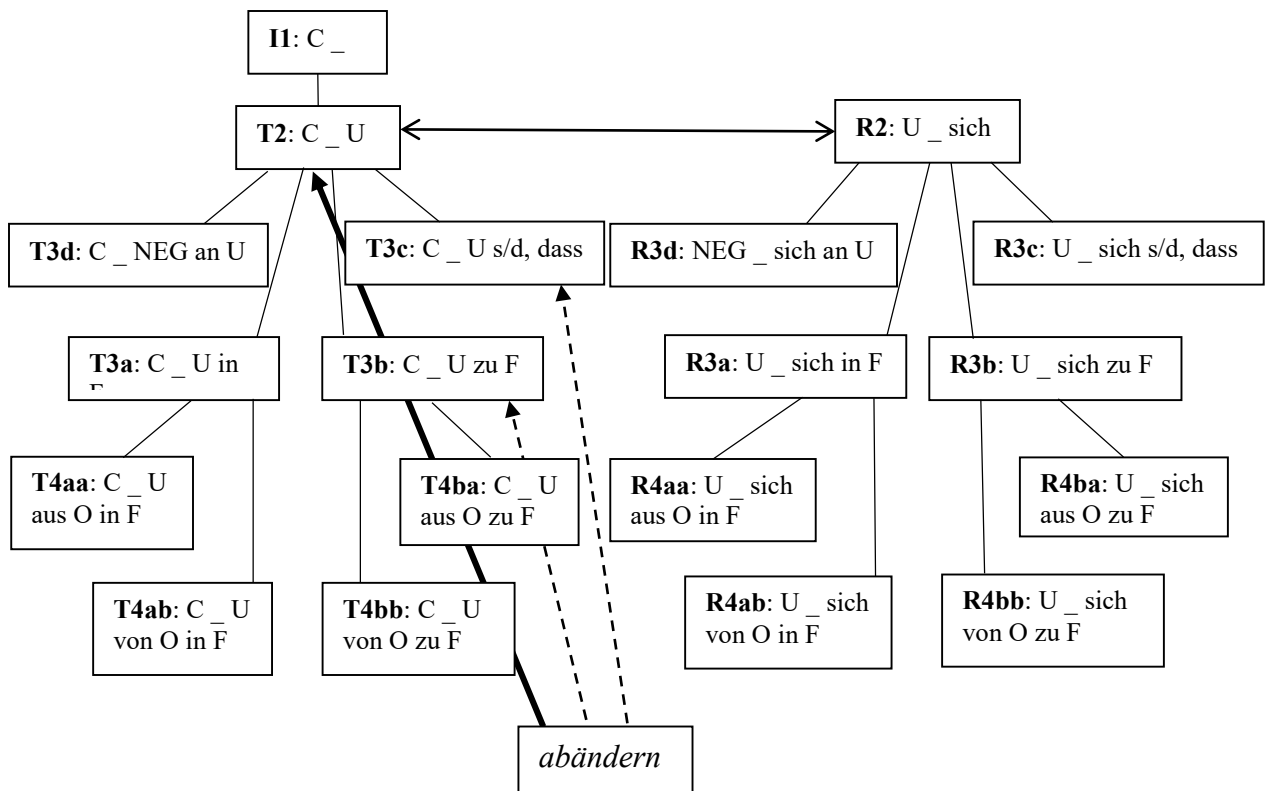 I1: C _
T2: C _ U
R2: U _ sich
T3d: C _ NEG an U
T3c: C _ U s/d, dass
R3d: NEG _ sich an U
R3c: U _ sich s/d, dass
T3a: C _ U in
T3b: C _ U zu F
R3a: U _ sich in F
R3b: U _ sich zu F
T4aa: C _ U
aus O in F
T4ba: C _ U
aus O zu F
R4aa: U _ sich
aus O in F
R4ba: U _ sich
aus O zu F
T4ab: C _ U
von O in F
T4bb: C _ U
von O zu F
R4ab: U _ sich
von O in F
R4bb: U _ sich
von O zu F
abändern